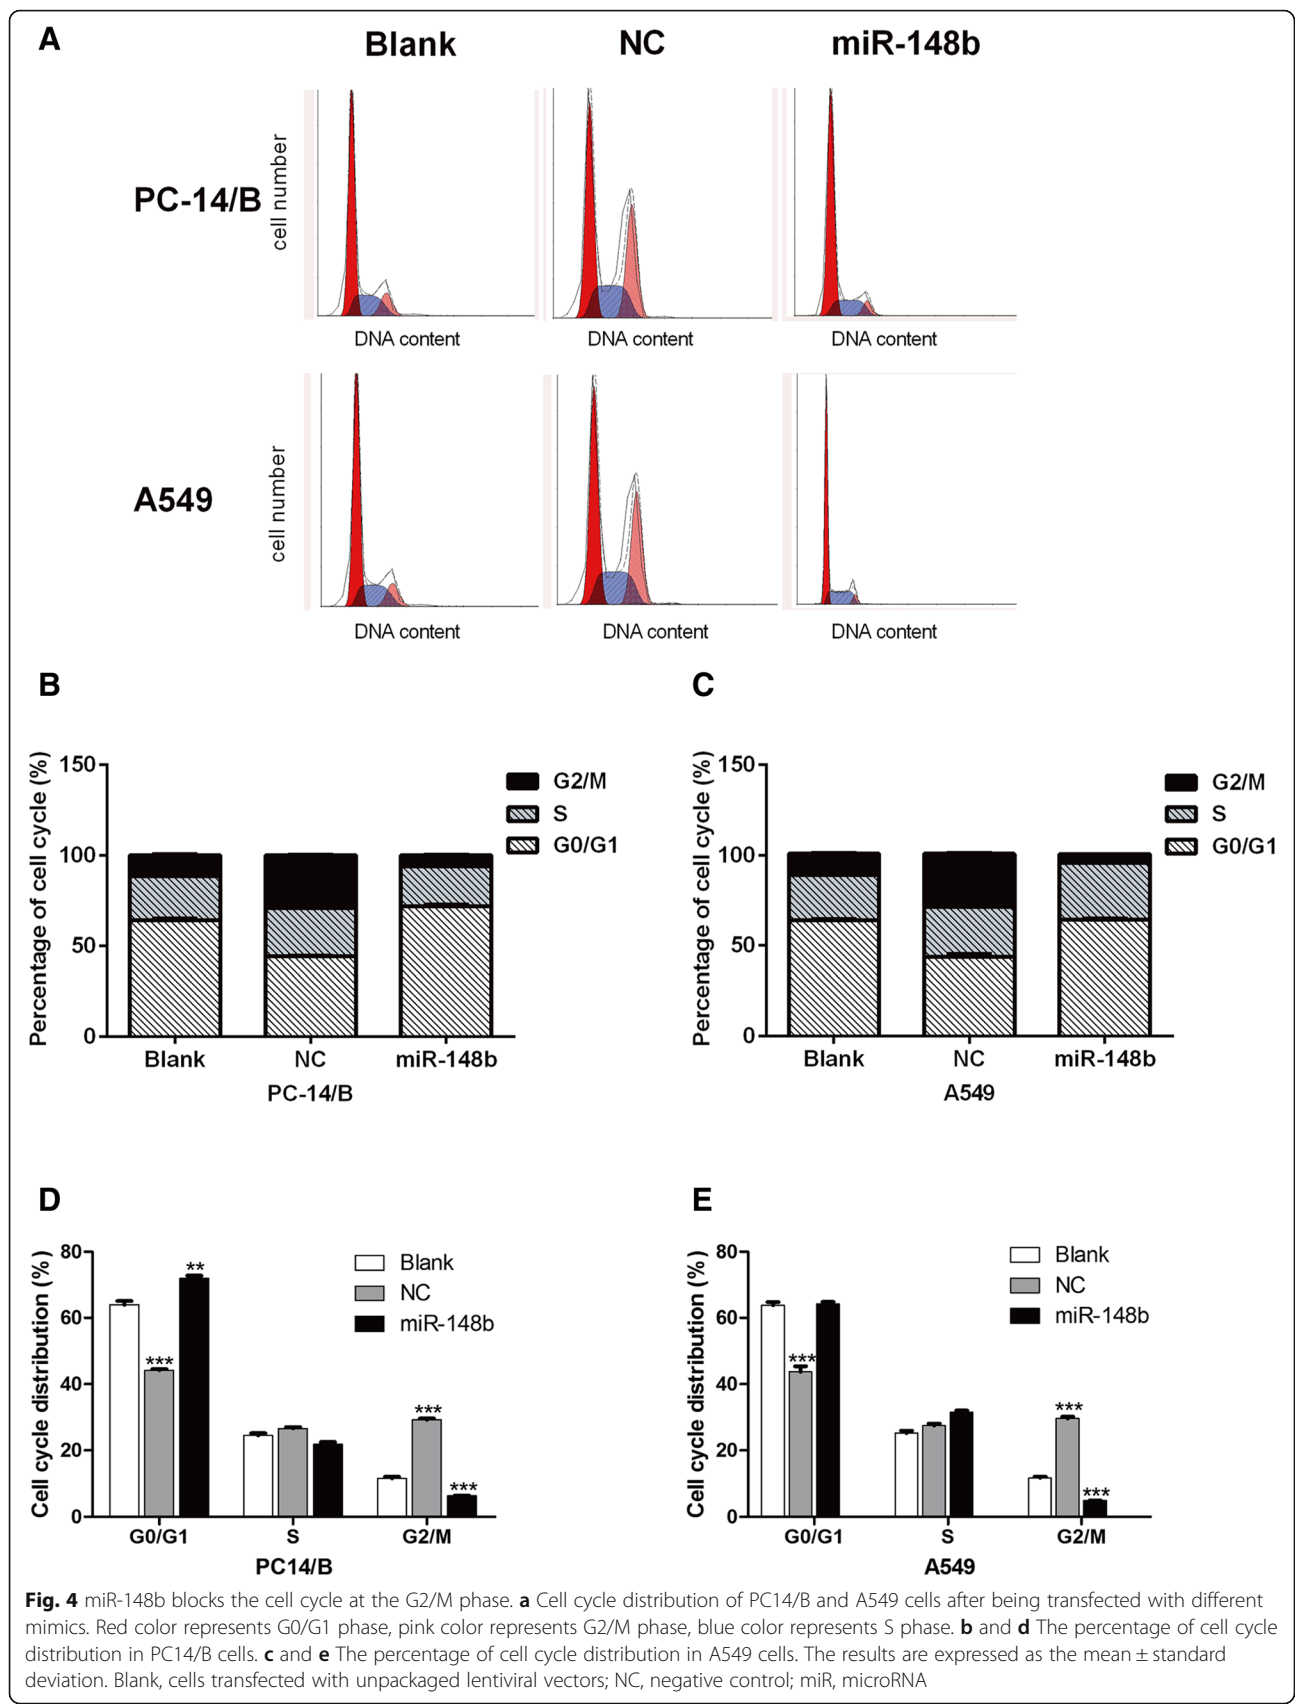 A
Blank
NC
miR-148b
PC-14/B
cell number
DNA content
DNA content
DNA content
A549
cell number
DNA content
DNA content
DNA content
B
Percentage of cell cycle (%)
150
100
50
0
G2/M
S
G0/G1
Blank
NC
miR-148b
PC-14/B
C
Percentage of cell cycle (%)
150
100
50
0
G2/M
S
G0/G1
Blank
NC
miR-148b
A549
D
Cell cycle distribution (%)
80
60
40
20
0
Blank
NC
miR-148b
**
***
***
***
G0/G1
S
G2/M
PC14/B
E
Cell cycle distribution (%)
80
60
40
20
0
Blank
NC
miR-148b
***
***
***
G0/G1
S
G2/M
A549
Fig. 4 miR-148b blocks the cell cycle at the G2/M phase. a Cell cycle distribution of PC14/B and A549 cells after being transfected with different
mimics. Red color represents G0/G1 phase, pink color represents G2/M phase, blue color represents S phase. b and d The percentage of cell cycle
distribution in PC14/B cells. c and e The percentage of cell cycle distribution in A549 cells. The results are expressed as the mean ± standard
deviation. Blank, cells transfected with unpackaged lentiviral vectors; NC, negative control; miR, microRNA